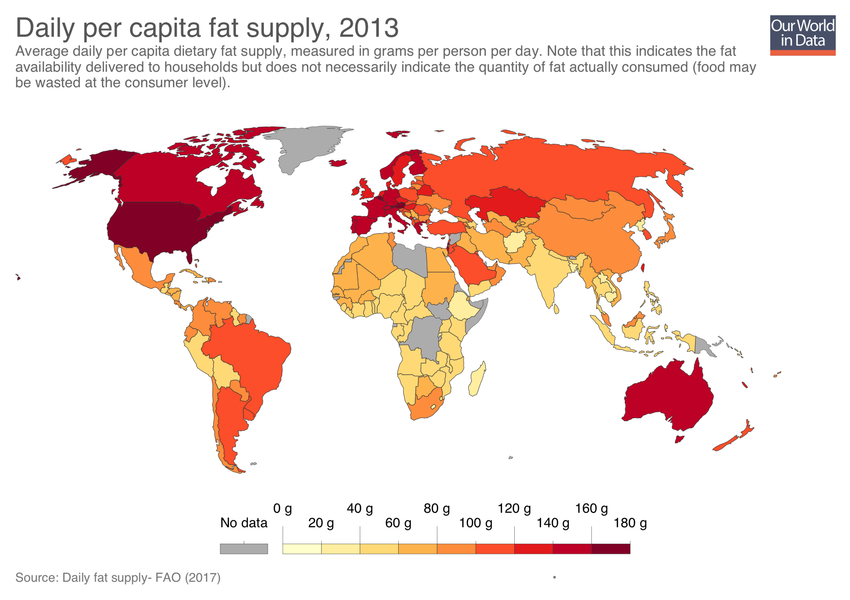 Daily per capita fat supply, 2013
Our World
in Data
Average daily per capita dietary fat supply, measured in grams per person per day. Note that this indicates the fat
availability delivered to households but does not necessarily indicate the quantity of fat actually consumed (food may
be wasted at the consumer level).
0 g 40 g 80 g 120 g 160 g
No data 20 g 60 g 100 g 140 g 180 g
Source: Daily fat supply- FAO (2017)